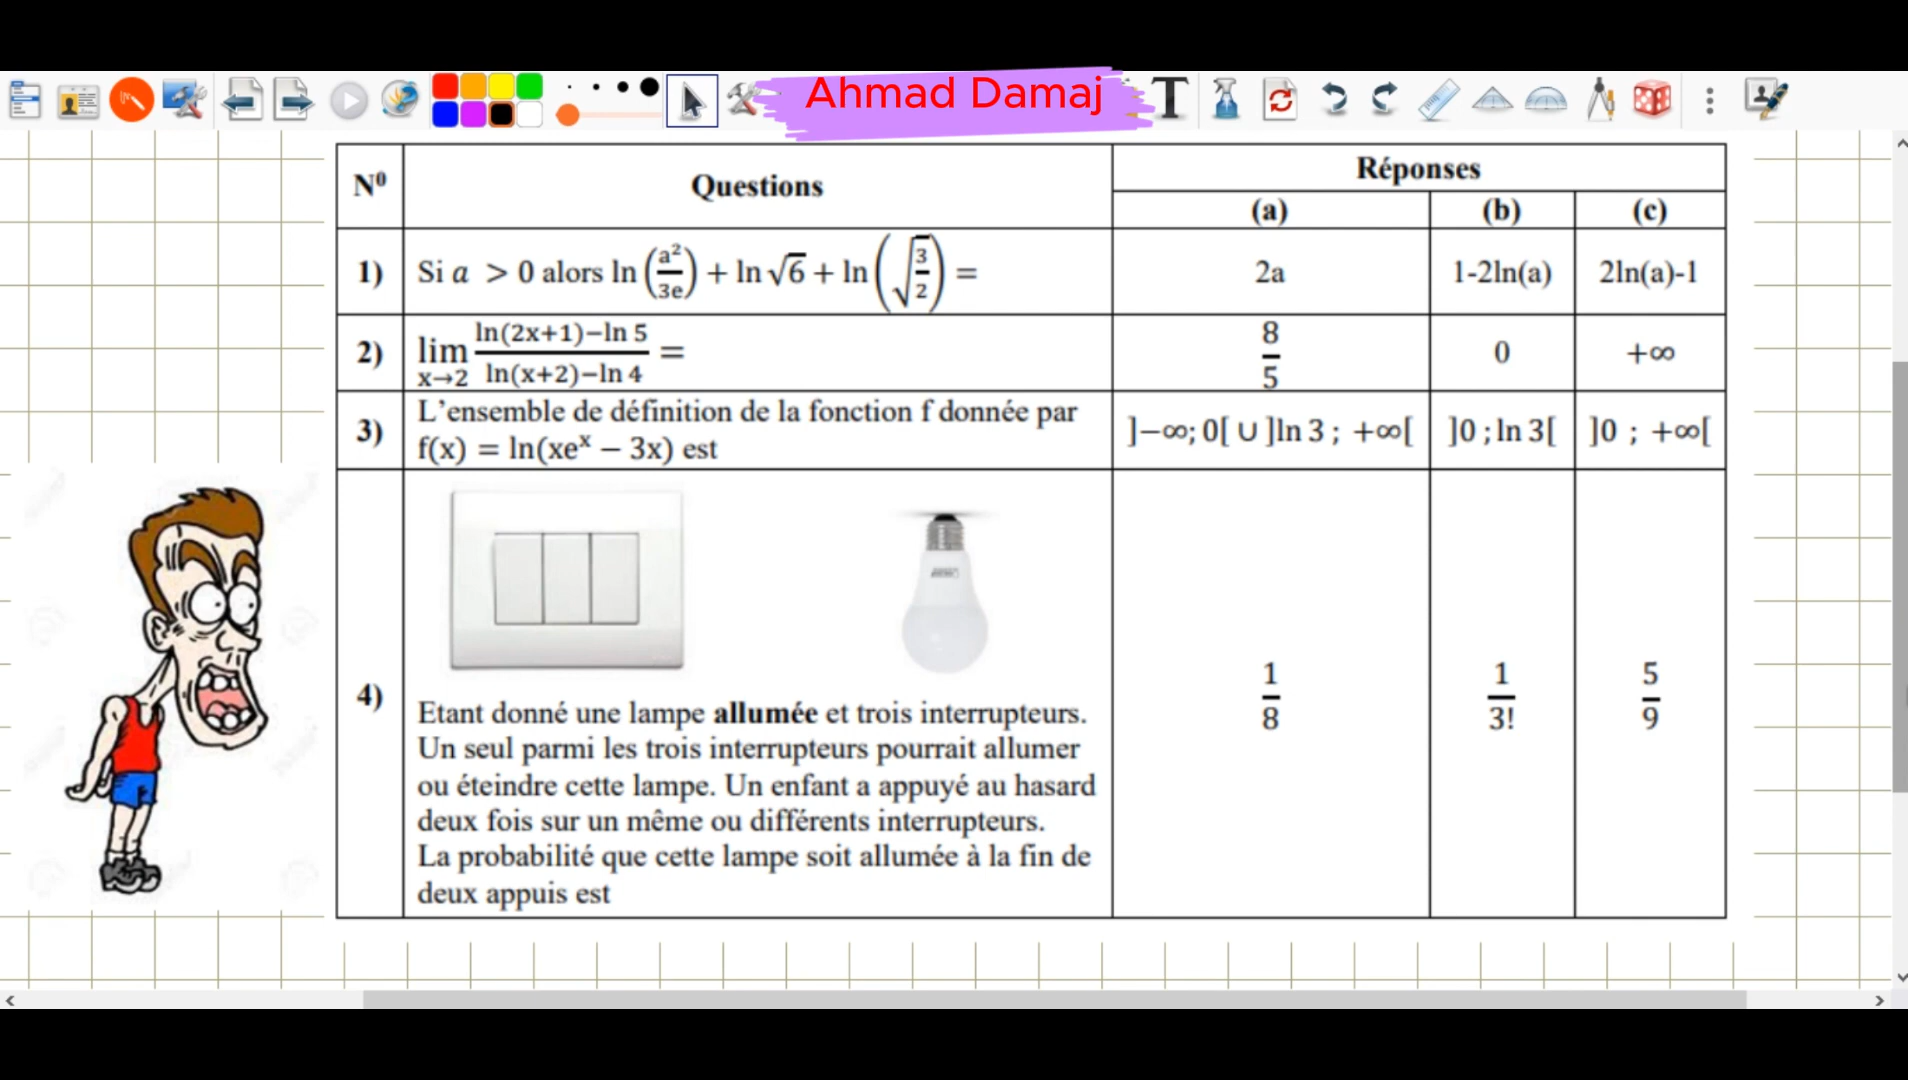 Ahmad Damaj
T
N⁰ Questions Réponses
(a) (b) (c)
1) Si a > 0 alors ln (a²/3e) + ln √6 + ln (√(3/2)) = 2a 1-2ln(a) 2ln(a)-1
2) lim x→2 (ln(2x+1)−ln 5)/(ln(x+2)−ln 4) = 8/5 0 +∞
3) L’ensemble de définition de la fonction f donnée par
f(x) = ln(xeˣ − 3x) est ]−∞; 0[ ∪ ]ln 3 ; +∞[ ]0 ; ln 3[ ]0 ; +∞[
4) Etant donné une lampe allumée et trois interrupteurs.
Un seul parmi les trois interrupteurs pourrait allumer
ou éteindre cette lampe. Un enfant a appuyé au hasard
deux fois sur un même ou différents interrupteurs.
La probabilité que cette lampe soit allumée à la fin de
deux appuis est
1/8 1/3! 5/9